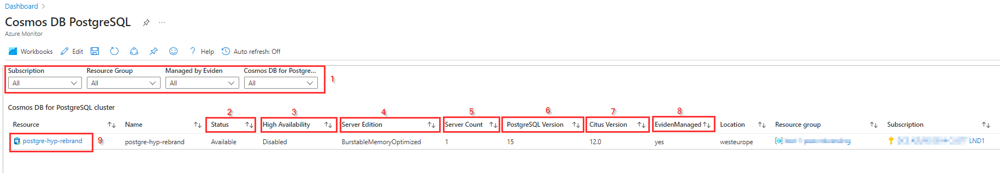 Dashboard >
Cosmos DB PostgreSQL ...
Azure Monitor
Workbooks Edit ? Help Auto refresh: Off
Subscription Resource Group Managed by Eviden Cosmos DB for Postgre...
All All All All 1
Cosmos DB for PostgreSQL cluster
2 3 4 5 6 7 8
Resource Name Status High Availability Server Edition Server Count PostgreSQL Version Citus Version EvidenManaged Location Resource group Subscription
postgre-hyp-rebrand 9 postgre-hyp-rebrand Available Disabled BurstableMemoryOptimized 1 15 12.0 yes westeurope LND1